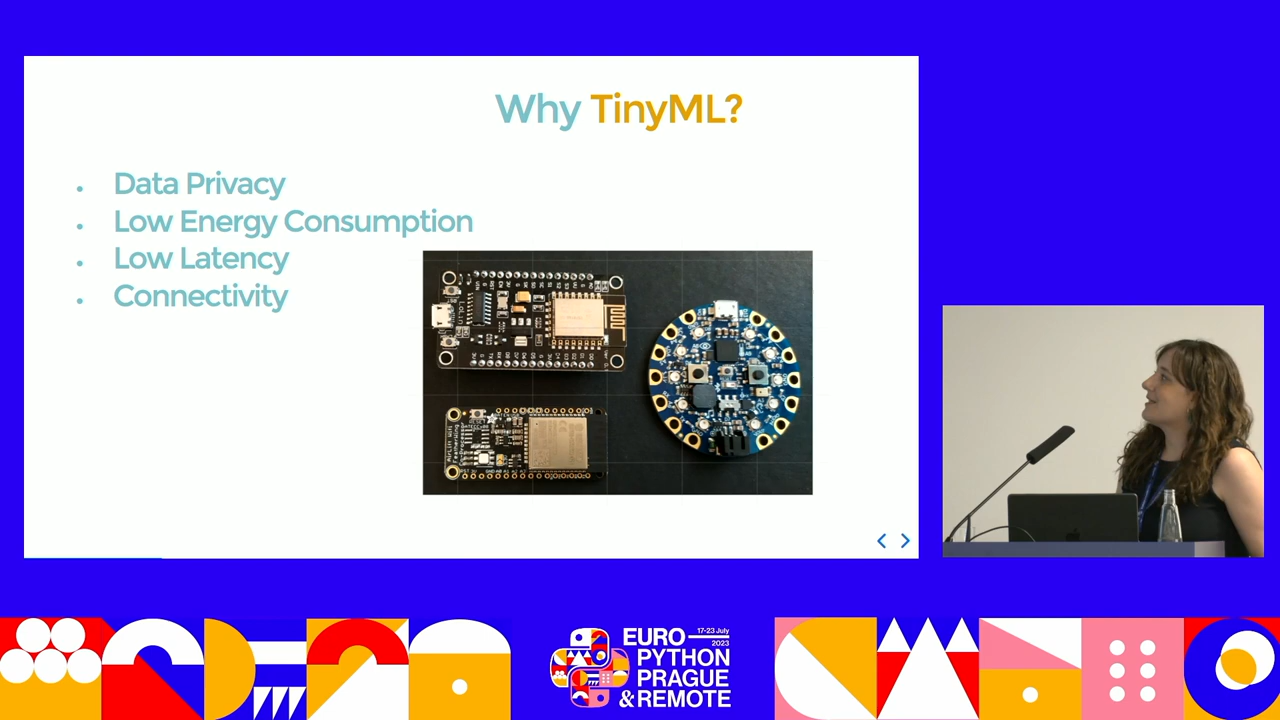 Why TinyML?
Data Privacy
Low Energy Consumption
Low Latency
Connectivity
17-23 July
2023
EURO
PYTHON
PRAGUE
& REMOTE